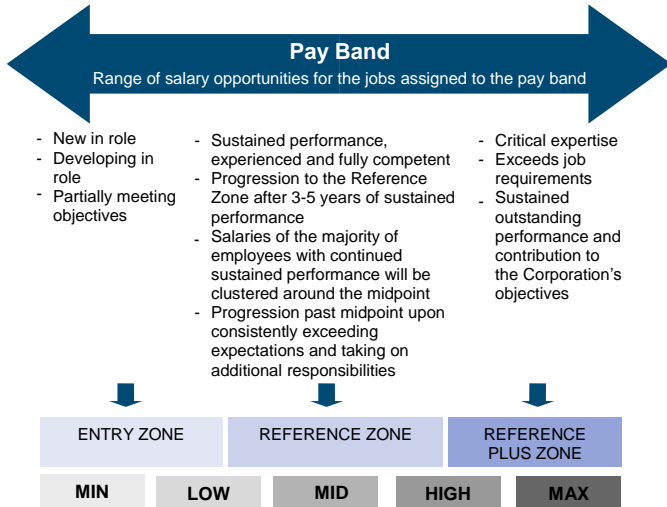 Pay Band
Range of salary opportunities for the jobs assigned to the pay band
- New in role
- Developing in
role
- Partially meeting
objectives
- Sustained performance,
experienced and fully competent
- Progression to the Reference
Zone after 3-5 years of sustained
performance
- Salaries of the majority of
employees with continued
sustained performance will be
clustered around the midpoint
- Progression past midpoint upon
consistently exceeding
expectations and taking on
additional responsibilities
- Critical expertise
- Exceeds job
requirements
- Sustained
outstanding
performance and
contribution to
the Corporation's
objectives
ENTRY ZONE
REFERENCE ZONE
REFERENCE
PLUS ZONE
MIN
LOW
MID
HIGH
MAX